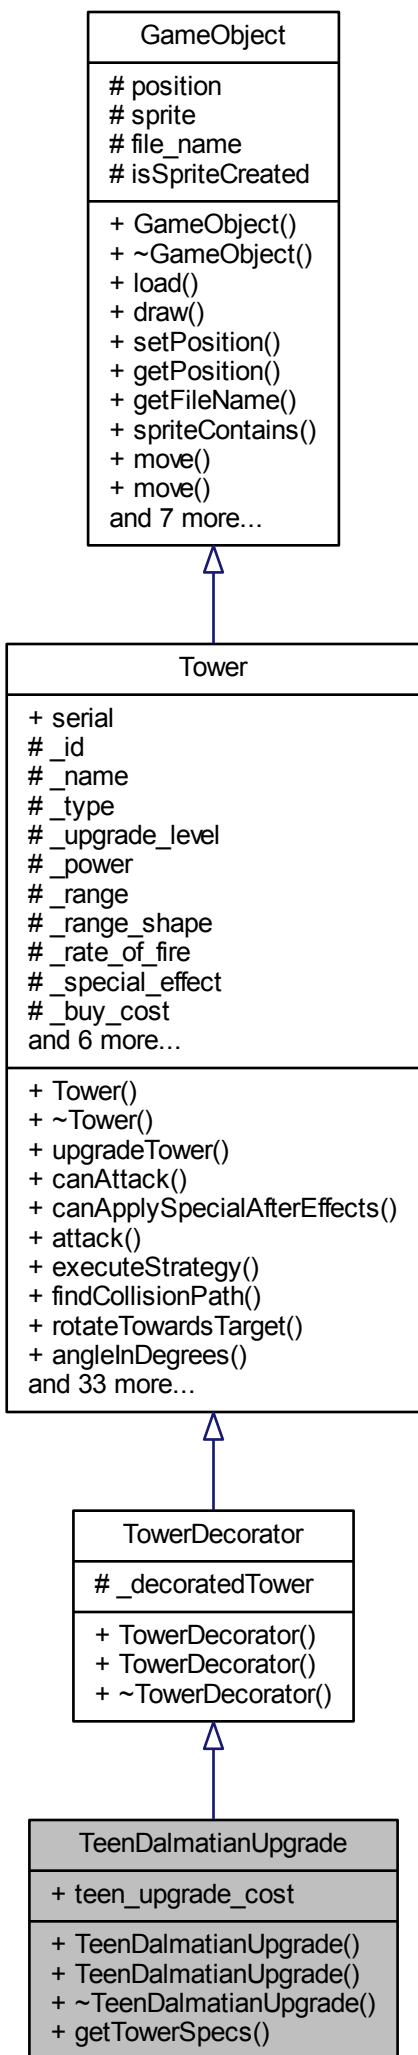 GameObject
# position
# sprite
# file_name
# isSpriteCreated
+ GameObject()
+ ~GameObject()
+ load()
+ draw()
+ setPosition()
+ getPosition()
+ getFileName()
+ spriteContains()
+ move()
+ move()
and 7 more...
Tower
+ serial
# _id
# _name
# _type
# _upgrade_level
# _power
# _range
# _range_shape
# _rate_of_fire
# _special_effect
# _buy_cost
and 6 more...
+ Tower()
+ ~Tower()
+ upgradeTower()
+ canAttack()
+ canApplySpecialAfterEffects()
+ attack()
+ executeStrategy()
+ findCollisionPath()
+ rotateTowardsTarget()
+ angleInDegrees()
and 33 more...
TowerDecorator
# _decoratedTower
+ TowerDecorator()
+ TowerDecorator()
+ ~TowerDecorator()
TeenDalmatianUpgrade
+ teen_upgrade_cost
+ TeenDalmatianUpgrade()
+ TeenDalmatianUpgrade()
+ ~TeenDalmatianUpgrade()
+ getTowerSpecs()